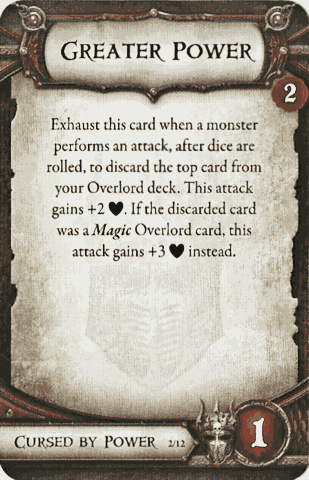 Greater Power
2
Exhaust this card when a monster
performs an attack, after dice are
rolled, to discard the top card from
your Overlord deck. This attack
gains +2 ♥. If the discarded card
was a Magic Overlord card, this
attack gains +3 ♥ instead.
Cursed by Power 2/12
1